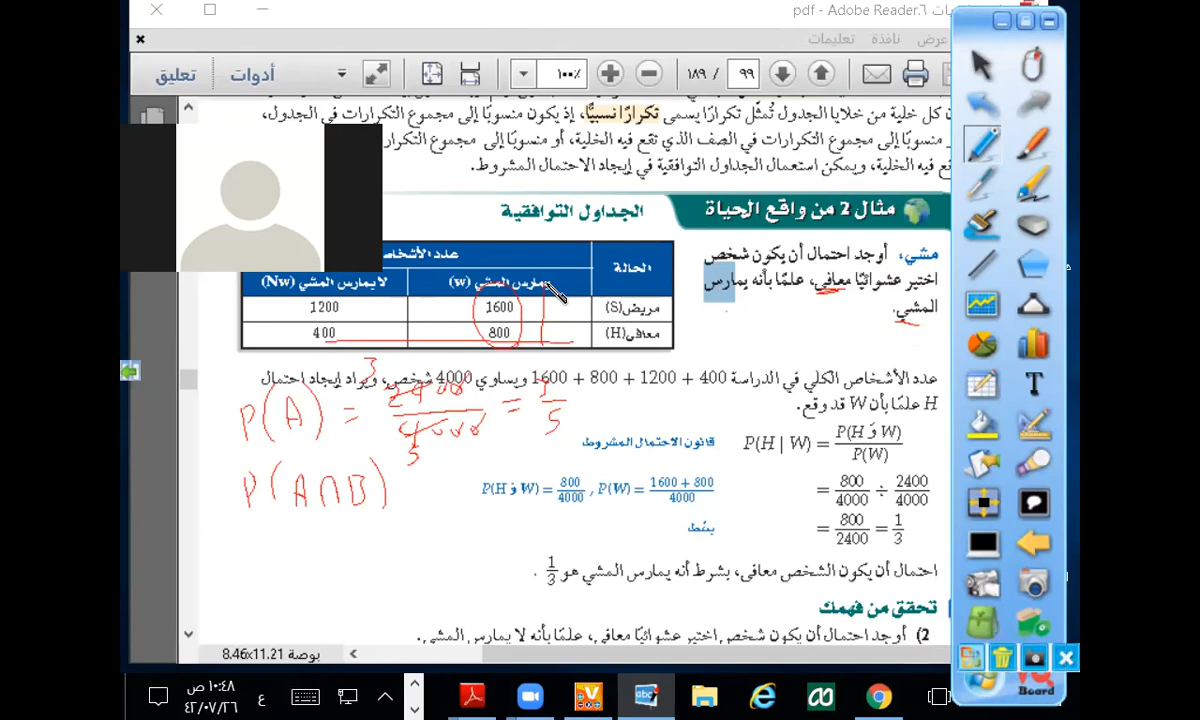 pdf - Adobe Reader.٦
عرض نافذة تعليمات
٩٩ / ١٨٩ ١٠٠٪ أدوات تعليق
كل خلية من خلايا الجدول تُمثّل تكرارًا يسمى تكرارًا نسبيًّا، إذ يكون منسوبًا إلى مجموع التكرارات في الجدول،
منسوبًا إلى مجموع التكرارات في الصف الذي تقع فيه الخلية، أو منسوبًا إلى مجموع
فيه الخلية، ويمكن استعمال الجداول التوافقية في إيجاد الاحتمال المشروط.
مثال 2 من واقع الحياة الجداول التوافقية
مشي، أوجد احتمال أن يكون شخص
اختير عشوائيًا معافى، علمًا بأنه يمارس
المشي.
الحالة
يمارس المشي (w) لا يمارس المشي (Nw)
مريض(S) 1600 1200
معافى(H) 800 400
عدد الأشخاص الكلي في الدراسة 400 + 1200 + 800 + 1600 ويساوي 4000 شخص، ويراد إيجاد احتمال
H علمًا بأن W قد وقع.
قانون الاحتمال المشروط P(H | W) = P(H و W) / P(W)
P(H و W) = 800/4000 , P(W) = 1600 + 800/4000 = 800/4000 ÷ 2400/4000
بسّط = 800/2400 = 1/3
احتمال أن يكون الشخص معافى، بشرط أنه يمارس المشي هو 1/3 .
P(A) = 2400/4000 = 3/5
3
5
P(A∩B)
تحقق من فهمك
2) أوجد احتمال أن يكون شخص اختير عشوائيًا معافى، علمًا بأنه لا يمارس المشي.
8.46x11.21 بوصة
١٠:٤٨ ص
ع
٤٢/٠٧/٢٦
Board